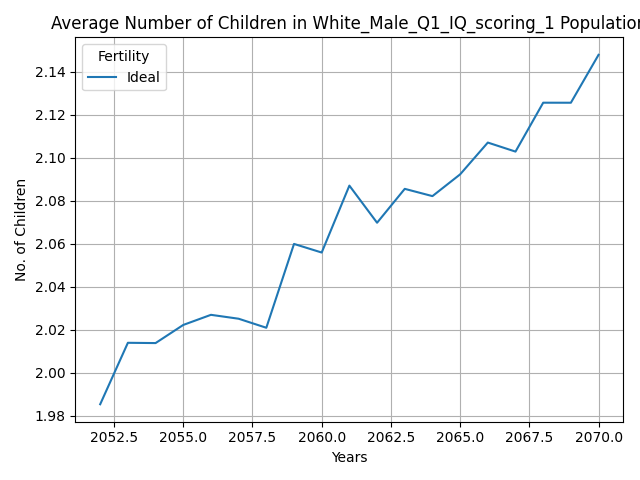 Average Number of Children in White_Male_Q1_IQ_scoring_1 Population
Fertility
Ideal
No. of Children
2.14
2.12
2.10
2.08
2.06
2.04
2.02
2.00
1.98
2052.5 2055.0 2057.5 2060.0 2062.5 2065.0 2067.5 2070.0
Years